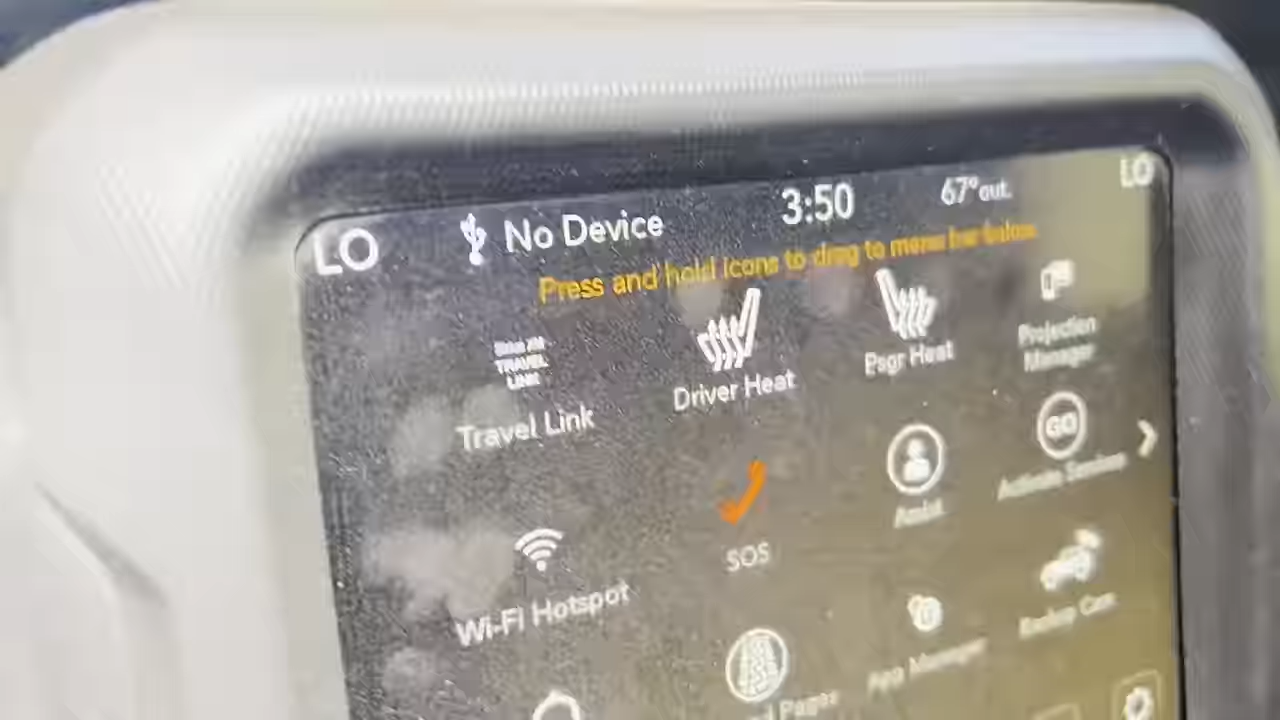 LO
No Device
3:50
67° out.
LO
Press and hold icons to drag to menu bar below
TRAVEL
LINK
Travel Link
Driver Heat
Psgr Heat
Projection
Manager
GO
Wi-Fi Hotspot
SOS
Assist
Activate Services
App Manager
Backup Cam
Pages